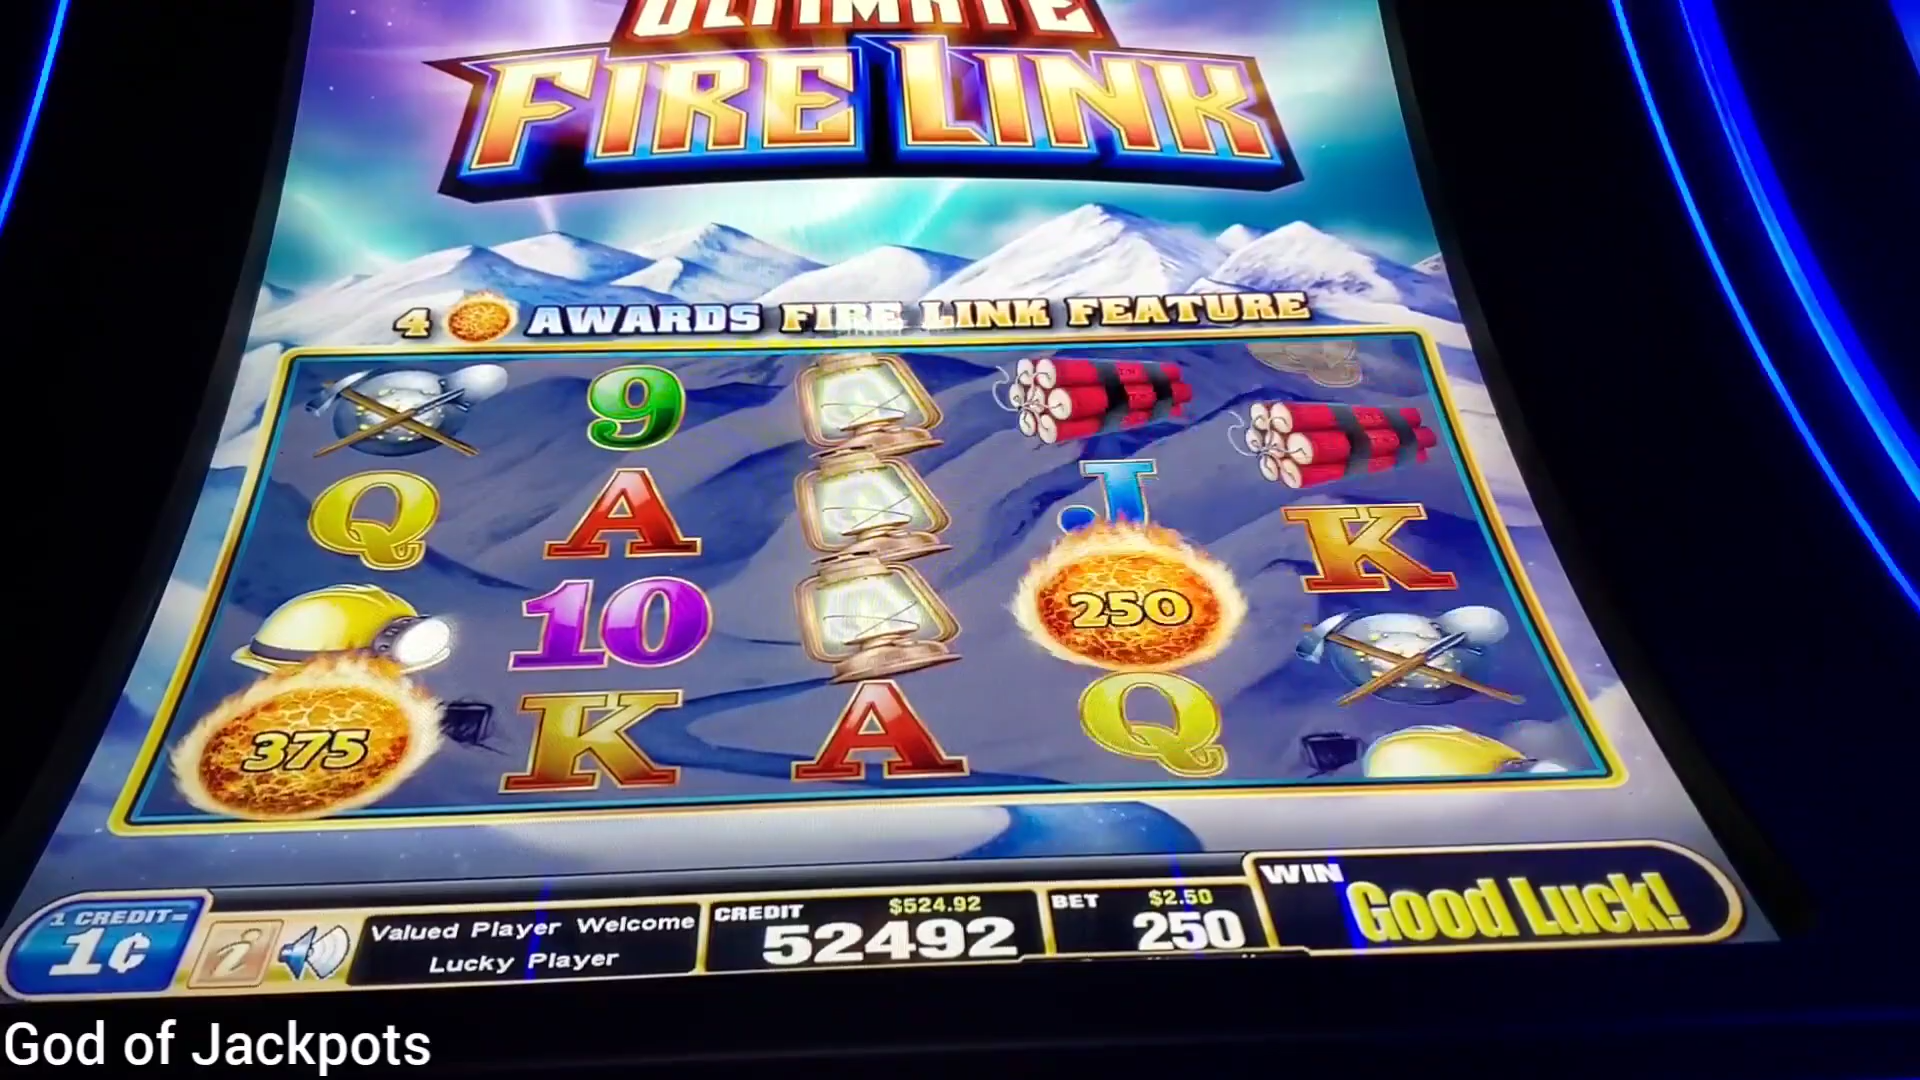 ULTIMATE
FIRE LINK
4 AWARDS FIRE LINK FEATURE
9
Q A J K
10 250
375 K A Q
1 CREDIT=
1¢
Valued Player Welcome
Lucky Player
CREDIT $524.92
52492
BET $2.50
250
WIN
Good Luck!
God of Jackpots